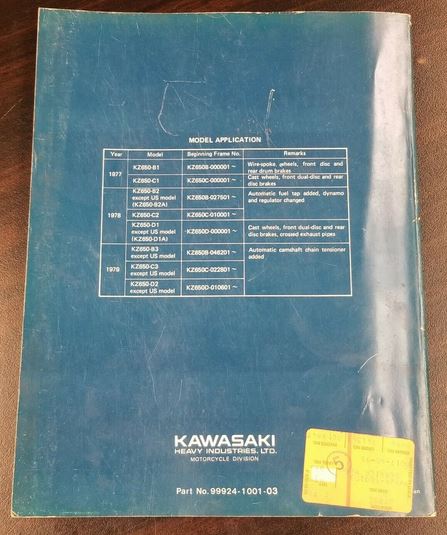 MODEL APPLICATION
Year Model Beginning Frame No. Remarks
1977 KZ650-B1 KZ650B-000001 ~ Wire-spoke, wheels, front disc and
rear drum brakes
KZ650-C1 KZ650C-000001 ~ Cast wheels, front dual-disc and rear
disc brakes
1978 KZ650-B2
except US model
(KZ650-B2A) KZ650B-027501 ~ Automatic fuel tap added, dynamo
and regulator changed
KZ650-C2 KZ650C-010001 ~
KZ650-D1
except US model
(KZ650-D1A) KZ650D-000001 ~ Cast wheels, front dual-disc and rear
disc brakes, crossed exhaust pipes
1979 KZ650-B3
except US model KZ650B-046201 ~ Automatic camshaft chain tensioner
added
KZ650-C3
except US model KZ650C-022801 ~
KZ650-D2
except US model KZ650D-010601 ~
KAWASAKI
HEAVY INDUSTRIES, LTD.
MOTORCYCLE DIVISION
Part No. 99924-1001-03